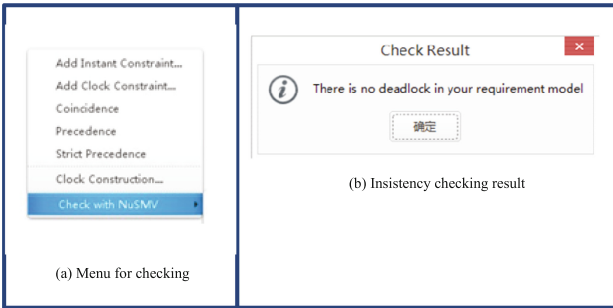 Add Instant Constraint...
Add Clock Constraint...
Coincidence
Precedence
Strict Precedence
Clock Construction...
Check with NuSMV
(a) Menu for checking
Check Result
There is no deadlock in your requirement model
确定
(b) Insistency checking result